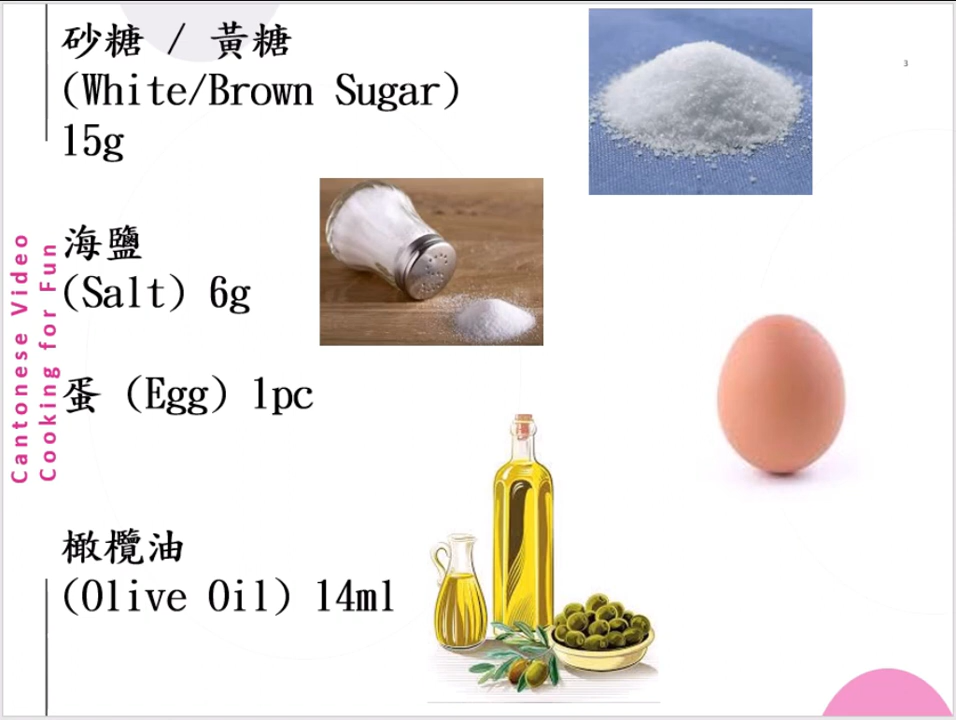 砂糖 / 黃糖
(White/Brown Sugar)
15g
海鹽
(Salt) 6g
蛋 (Egg) 1pc
橄欖油
(Olive Oil) 14ml
Cantonese Video
Cooking for Fun
3